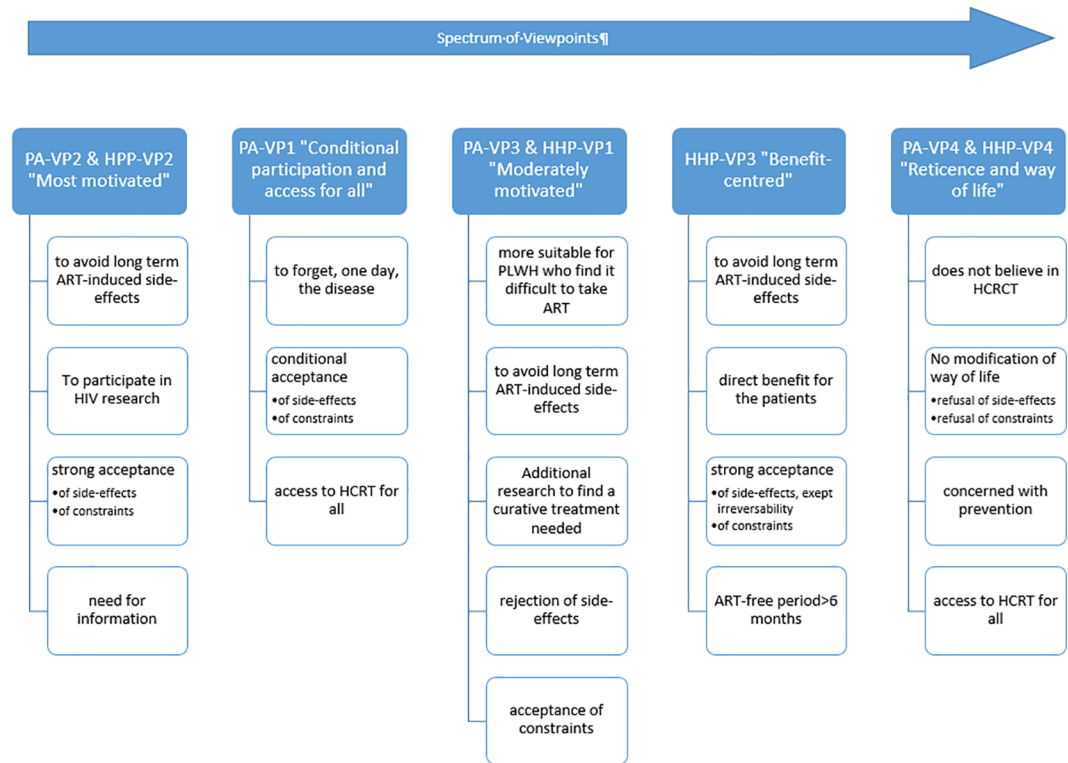 Spectrum·of·Viewpoints¶
PA-VP2 & HPP-VP2
"Most motivated"
to avoid long term
ART-induced side-
effects
To participate in
HIV research
strong acceptance
•of side-effects
•of constraints
need for
information
PA-VP1 "Conditional
participation and
access for all"
to forget, one day,
the disease
conditional
acceptance
•of side-effects
•of constraints
access to HCRT for
all
PA-VP3 & HHP-VP1
"Moderately
motivated"
more suitable for
PLWH who find it
difficult to take
ART
to avoid long term
ART-induced side-
effects
Additional
research to find a
curative treatment
needed
rejection of side-
effects
acceptance of
constraints
HHP-VP3 "Benefit-
centred"
to avoid long term
ART-induced side-
effects
direct benefit for
the patients
strong acceptance
•of side-effects, exept
irreversability
•of constraints
ART-free period>6
months
PA-VP4 & HHP-VP4
"Reticence and way
of life"
does not believe in
HCRCT
No modification of
way of life
•refusal of side-effects
•refusal of constraints
concerned with
prevention
access to HCRT for
all